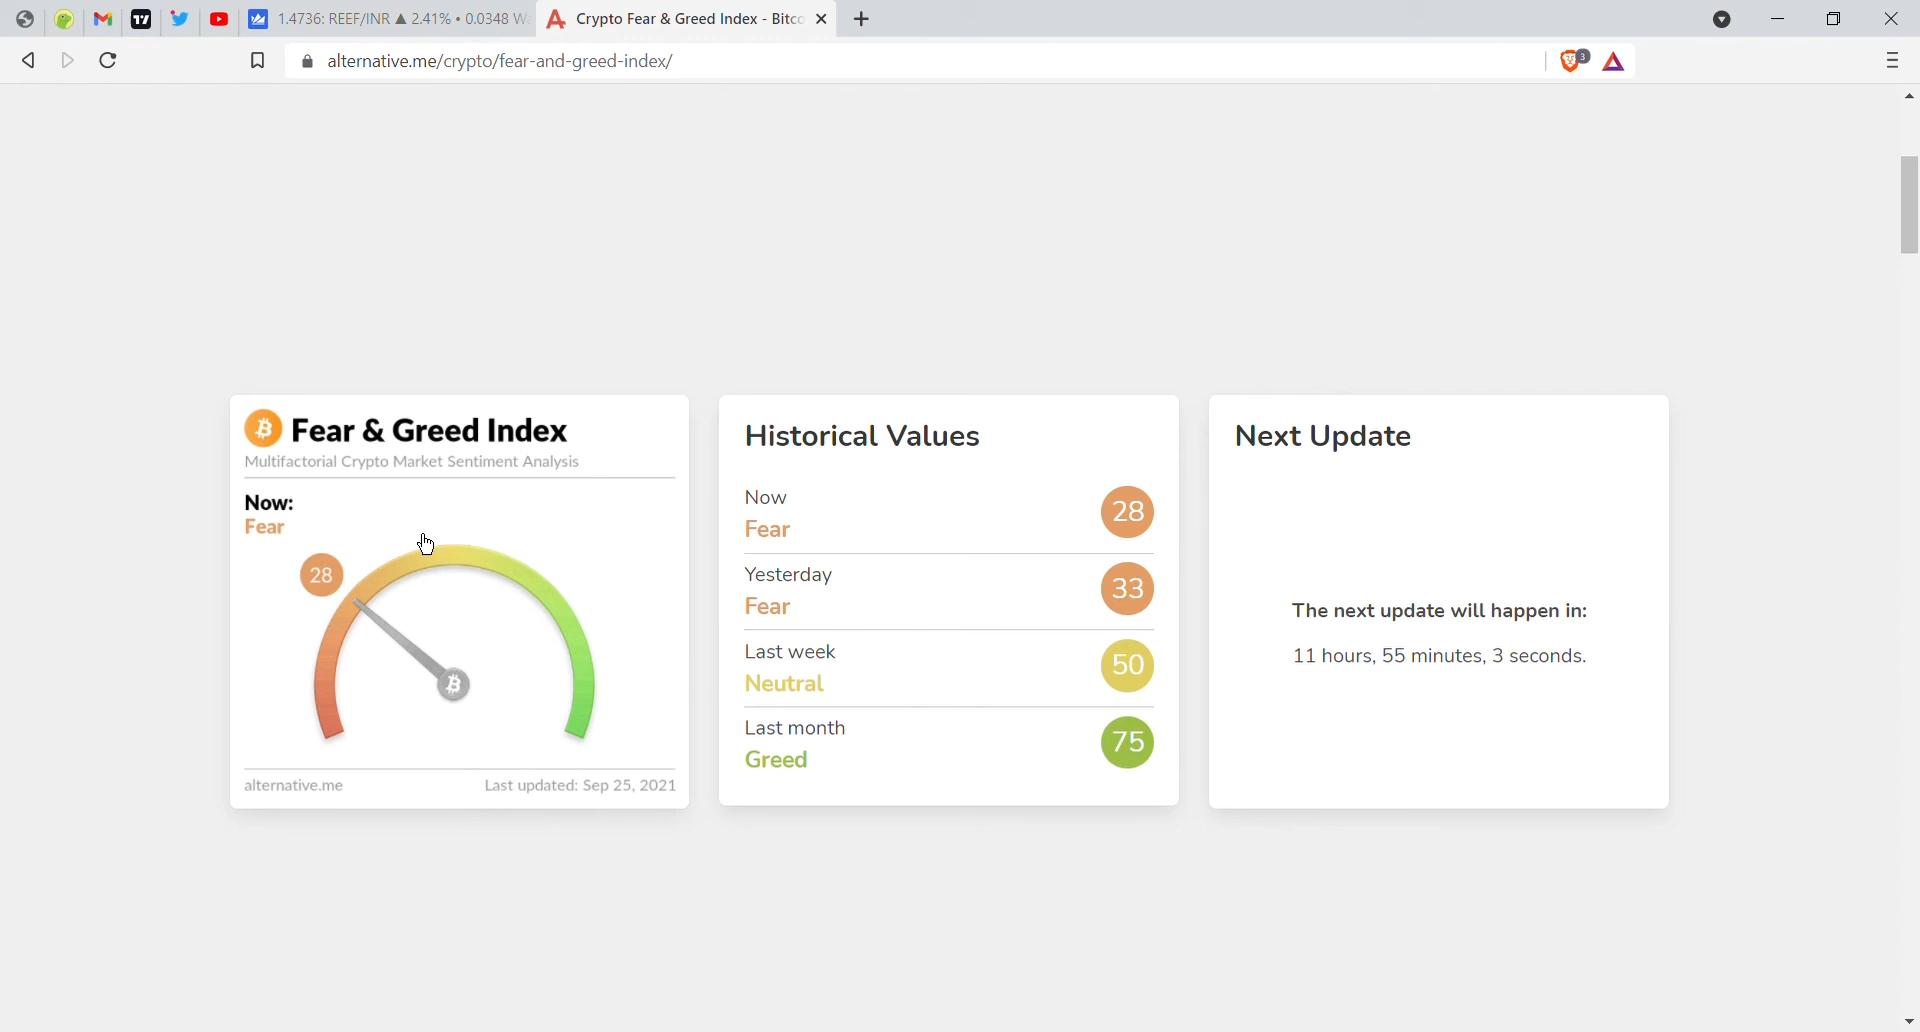 1.4736: REEF/INR ▲ 2.41% • 0.0348 W
Crypto Fear & Greed Index - Bitco
alternative.me/crypto/fear-and-greed-index/
3
Fear & Greed Index
Multifactorial Crypto Market Sentiment Analysis
Now:
Fear
28
alternative.me
Last updated: Sep 25, 2021
Historical Values
Now
Fear
28
Yesterday
Fear
33
Last week
Neutral
50
Last month
Greed
75
Next Update
The next update will happen in:
11 hours, 55 minutes, 3 seconds.